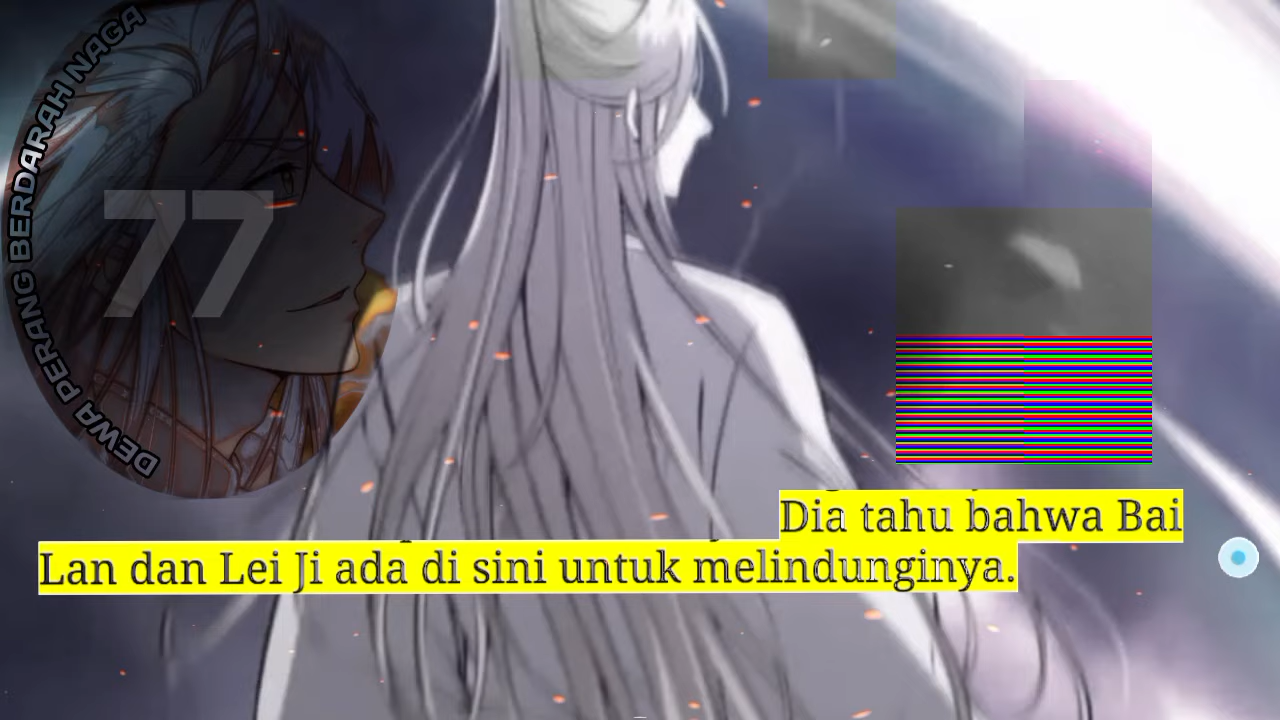 DEWA PERANG BERDARAH NAGA
77
Dia tahu bahwa Bai
Lan dan Lei Ji ada di sini untuk melindunginya.